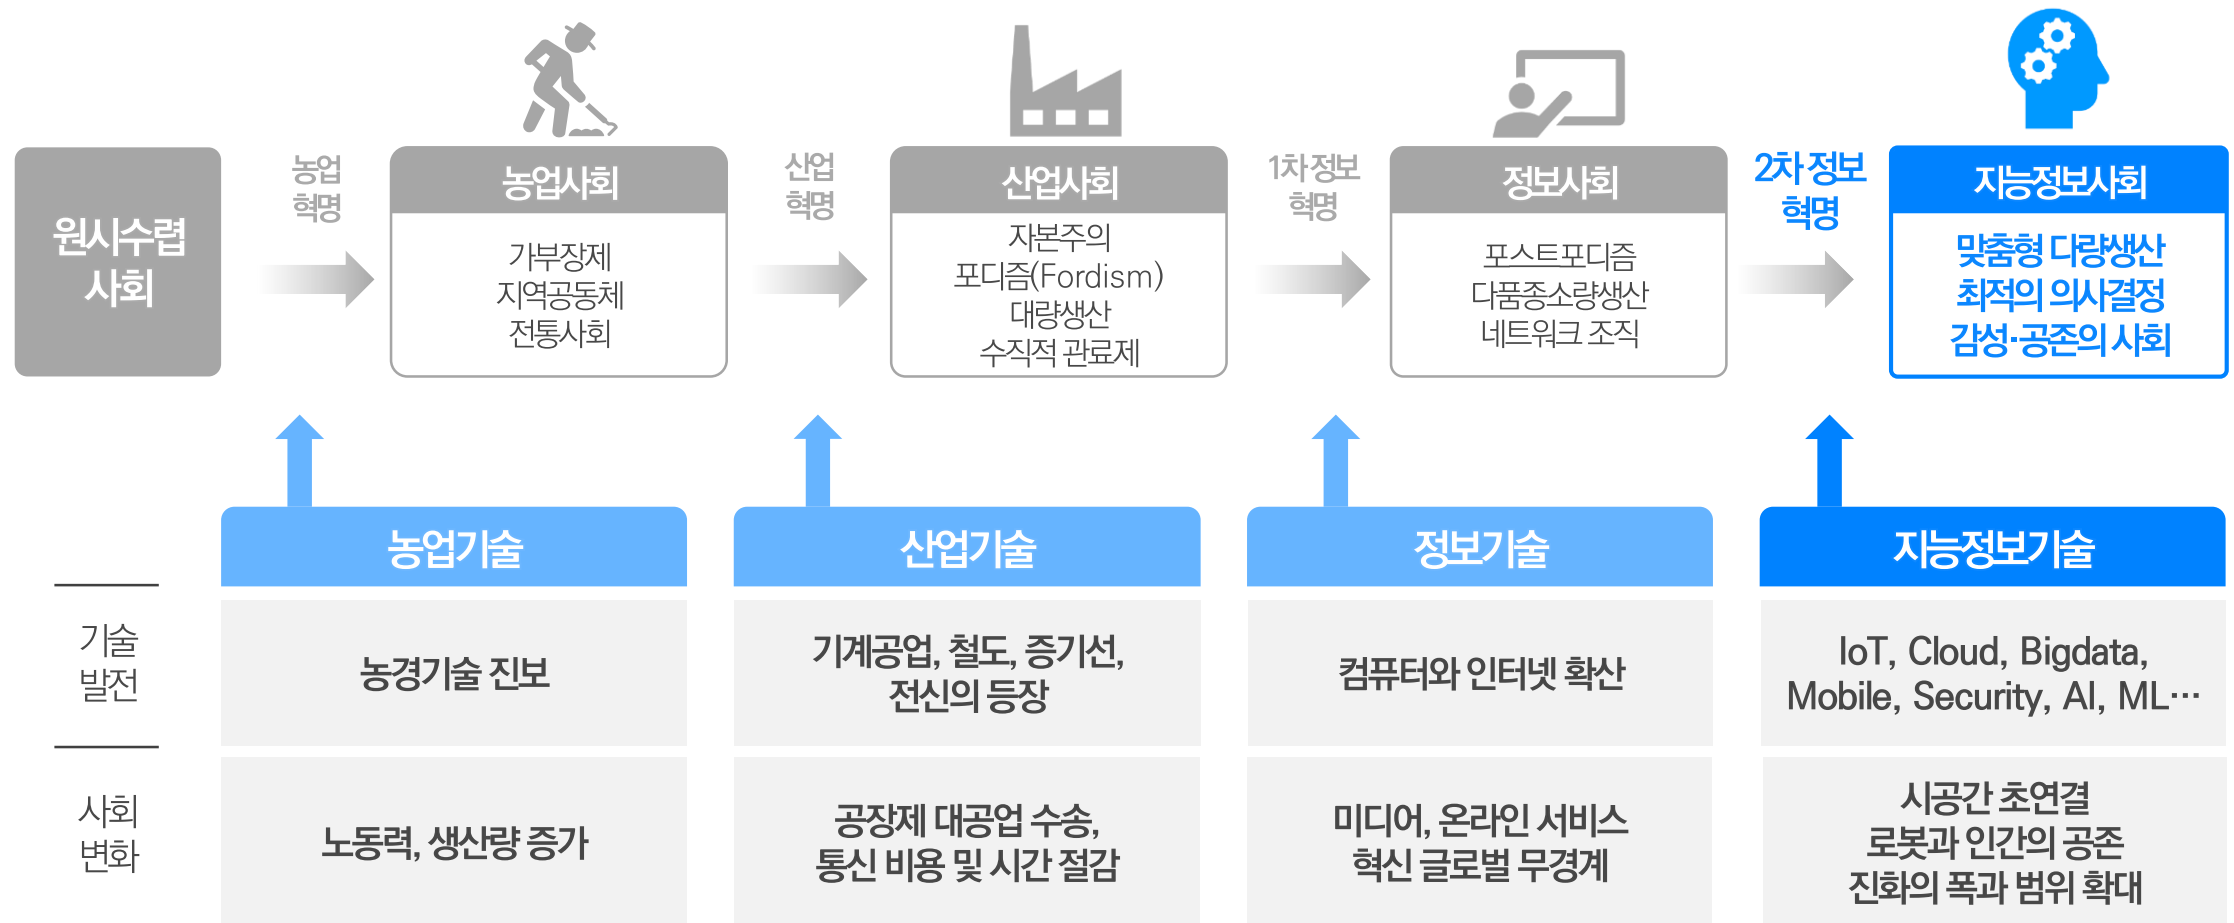 원시수렵
사회
농업
혁명
농업사회
가부장제
지역공동체
전통사회
산업
혁명
산업사회
자본주의
포디즘(Fordism)
대량생산
수직적 관료제
1차 정보
혁명
정보사회
포스트포디즘
다품종소량생산
네트워크 조직
2차 정보
혁명
지능정보사회
맞춤형 다량생산
최적의 의사결정
감성·공존의 사회
농업기술
산업기술
정보기술
지능정보기술
기술
발전
농경기술 진보
기계공업, 철도, 증기선,
전신의 등장
컴퓨터와 인터넷 확산
IoT, Cloud, Bigdata,
Mobile, Security, AI, ML…
사회
변화
노동력, 생산량 증가
공장제 대공업 수송,
통신 비용 및 시간 절감
미디어, 온라인 서비스
혁신 글로벌 무경계
시공간 초연결
로봇과 인간의 공존
진화의 폭과 범위 확대